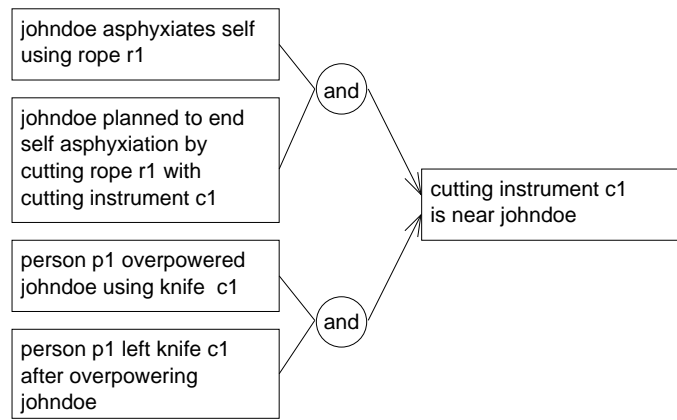 johndoe asphyxiates self
using rope r1
and
johndoe planned to end
self asphyxiation by
cutting rope r1 with
cutting instrument c1
cutting instrument c1
is near johndoe
person p1 overpowered
johndoe using knife c1
and
person p1 left knife c1
after overpowering
johndoe